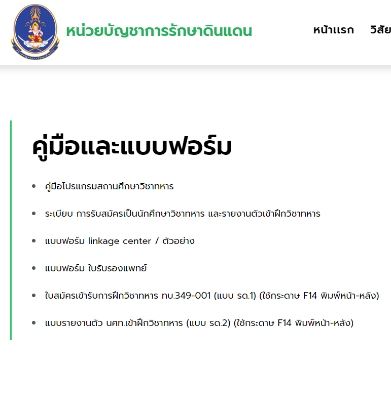 หน่วยบัญชาการรักษาดินแดน
หน้าแรก วิสัย
คู่มือและแบบฟอร์ม
คู่มือโปรแกรมสถานศึกษาวิชาทหาร
ระเบียบ การรับสมัครเป็นนักศึกษาวิชาทหาร และรายงานตัวเข้าฝึกวิชาทหาร
แบบฟอร์ม linkage center / ตัวอย่าง
แบบฟอร์ม ใบรับรองแพทย์
ใบสมัครเข้ารับการฝึกวิชาทหาร ทบ.349-001 (แบบ รด.1) (ใช้กระดาษ F14 พิมพ์หน้า-หลัง)
แบบรายงานตัว นศท.เข้าฝึกวิชาทหาร (แบบ รด.2) (ใช้กระดาษ F14 พิมพ์หน้า-หลัง)